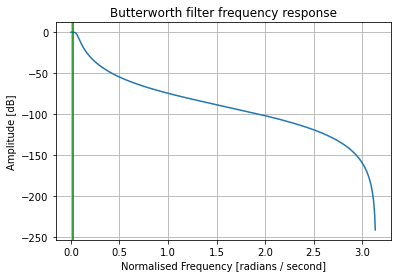 Butterworth filter frequency response
Amplitude [dB]
0
−50
−100
−150
−200
−250
0.0 0.5 1.0 1.5 2.0 2.5 3.0
Normalised Frequency [radians / second]